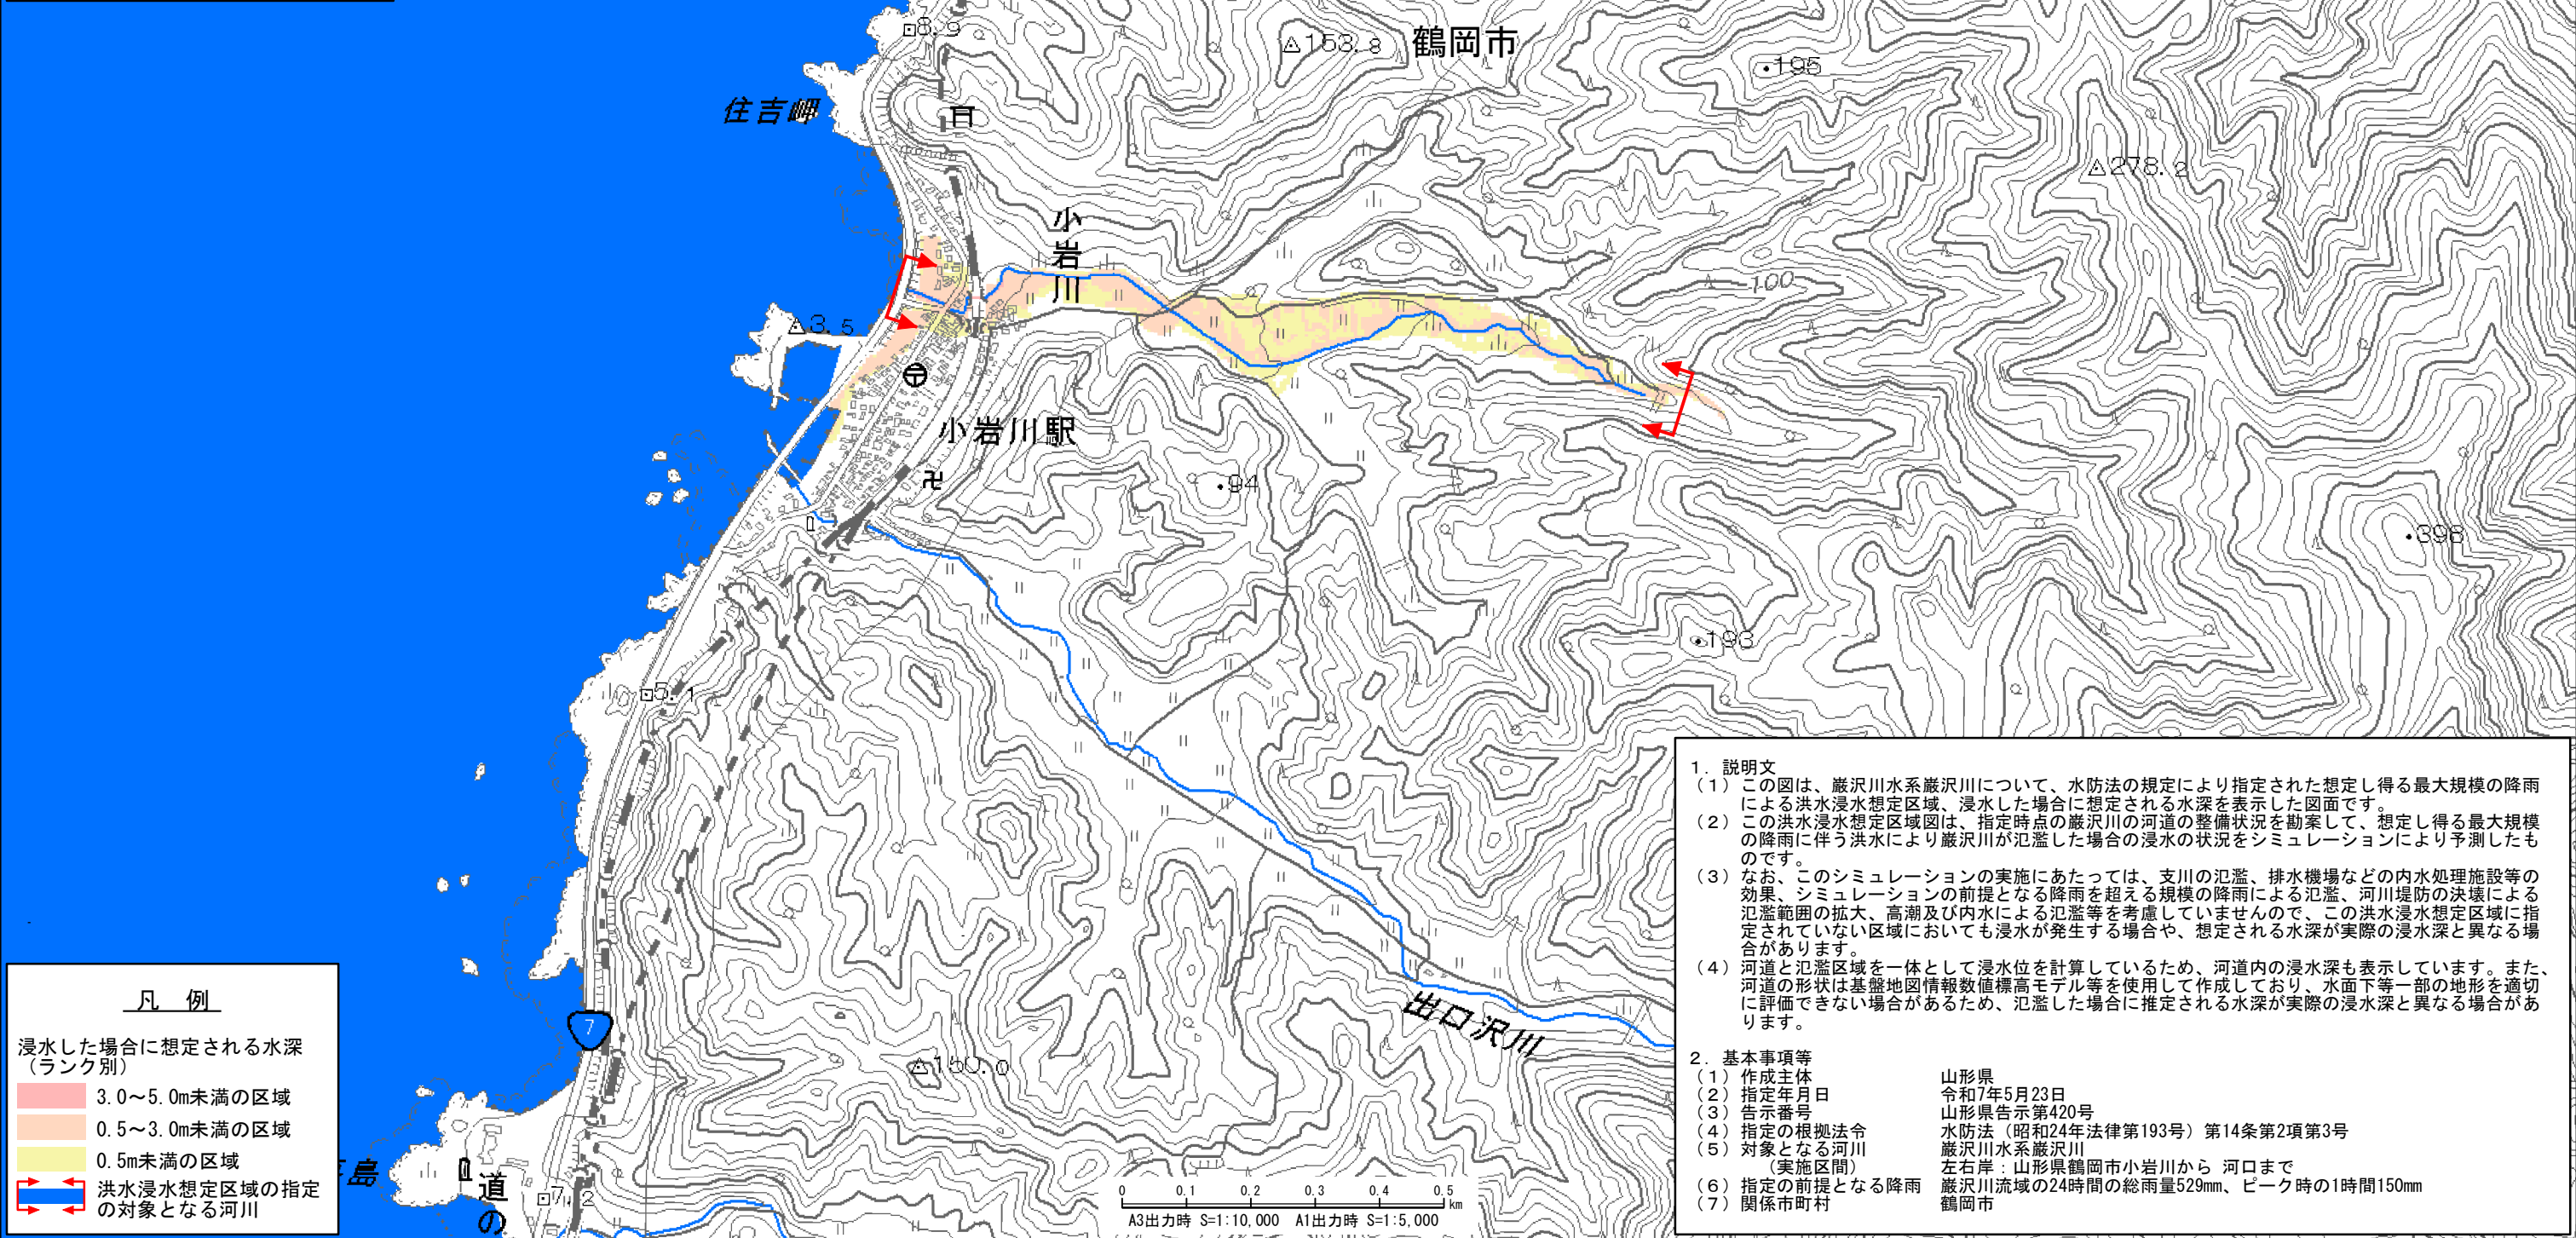 8.9
153.8
鶴岡市
195
住吉岬
278.2
小岩川
100
3.5
小岩川駅
94
398
193
5.1
7
150.0
出口沢川
島
道の
7.2
凡 例
浸水した場合に想定される水深
（ランク別）
3.0～5.0m未満の区域
0.5～3.0m未満の区域
0.5m未満の区域
洪水浸水想定区域の指定
の対象となる河川
0 0.1 0.2 0.3 0.4 0.5
km
A3出力時 S=1:10,000 A1出力時 S=1:5,000
1. 説明文
（1）この図は、巌沢川水系巌沢川について、水防法の規定により指定された想定し得る最大規模の降雨
による洪水浸水想定区域、浸水した場合に想定される水深を表示した図面です。
（2）この洪水浸水想定区域図は、指定時点の巌沢川の河道の整備状況を勘案して、想定し得る最大規模
の降雨に伴う洪水により巌沢川が氾濫した場合の浸水の状況をシミュレーションにより予測したも
のです。
（3）なお、このシミュレーションの実施にあたっては、支川の氾濫、排水機場などの内水処理施設等の
効果、シミュレーションの前提となる降雨を超える規模の降雨による氾濫、河川堤防の決壊による
氾濫範囲の拡大、高潮及び内水による氾濫等を考慮していませんので、この洪水浸水想定区域に指
定されていない区域においても浸水が発生する場合や、想定される水深が実際の浸水深と異なる場
合があります。
（4）河道と氾濫区域を一体として浸水位を計算しているため、河道内の浸水深も表示しています。また、
河道の形状は基盤地図情報数値標高モデル等を使用して作成しており、水面下等一部の地形を適切
に評価できない場合があるため、氾濫した場合に推定される水深が実際の浸水深と異なる場合があ
ります。
2. 基本事項等
（1）作成主体 山形県
（2）指定年月日 令和7年5月23日
（3）告示番号 山形県告示第420号
（4）指定の根拠法令 水防法（昭和24年法律第193号）第14条第2項第3号
（5）対象となる河川 巌沢川水系巌沢川
（実施区間） 左右岸：山形県鶴岡市小岩川から 河口まで
（6）指定の前提となる降雨 巌沢川流域の24時間の総雨量529mm、ピーク時の1時間150mm
（7）関係市町村 鶴岡市